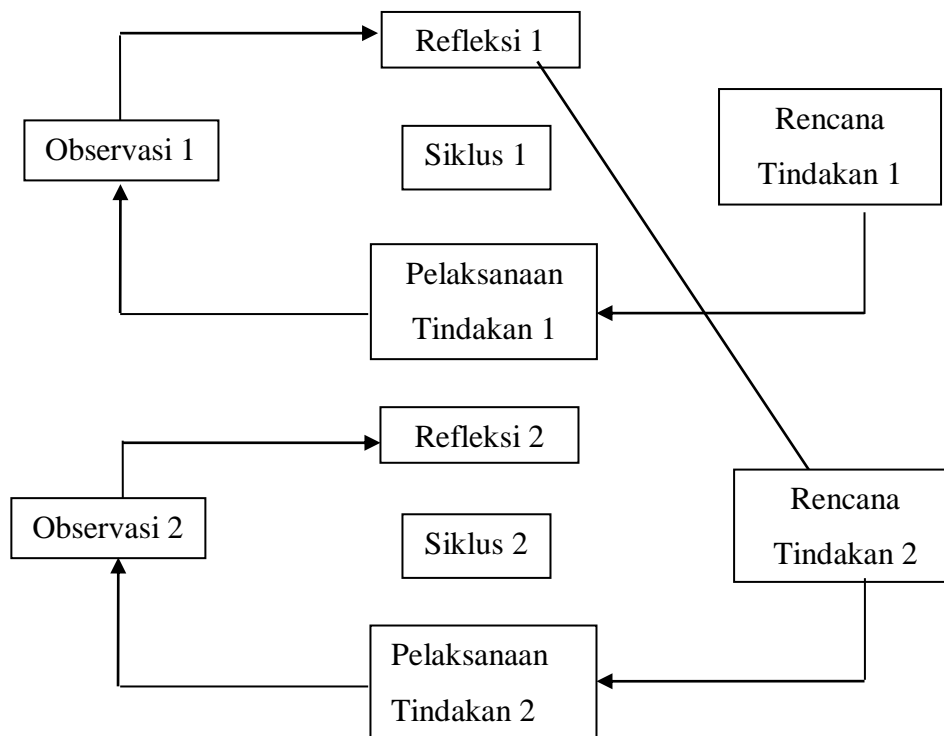 Refleksi 1
Rencana
Tindakan 1
Observasi 1
Siklus 1
Pelaksanaan
Tindakan 1
Refleksi 2
Rencana
Tindakan 2
Observasi 2
Siklus 2
Pelaksanaan
Tindakan 2